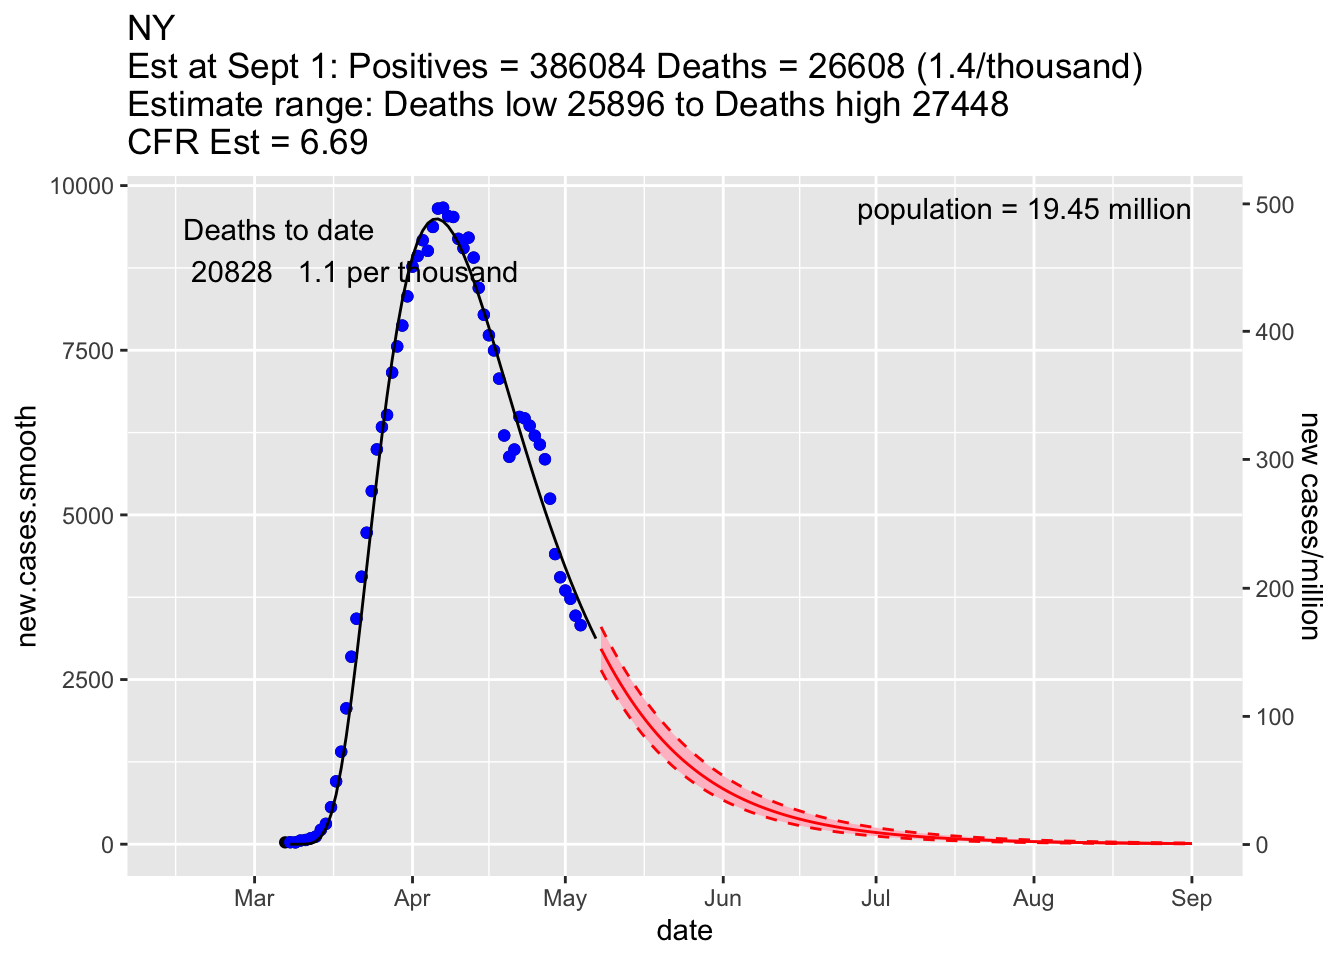 NY
Est at Sept 1: Positives = 386084 Deaths = 26608 (1.4/thousand)
Estimate range: Deaths low 25896 to Deaths high 27448
CFR Est = 6.69
Deaths to date
20828 1.1 per thousand
population = 19.45 million
new.cases.smooth
10000
7500
5000
2500
0
new cases/million
500
400
300
200
100
0
Mar Apr May Jun Jul Aug Sep
date